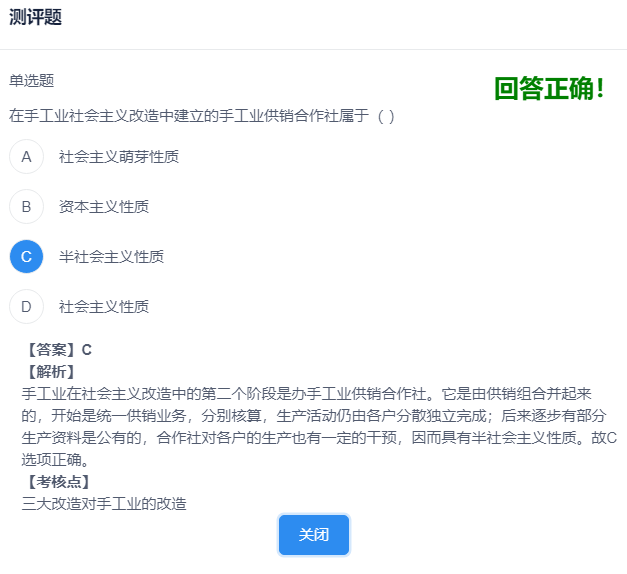 测评题
单选题
回答正确！
在手工业社会主义改造中建立的手工业供销合作社属于（ ）
A 社会主义萌芽性质
B 资本主义性质
C 半社会主义性质
D 社会主义性质
【答案】C
【解析】
手工业在社会主义改造中的第二个阶段是办手工业供销合作社。它是由供销组合并起来
的，开始是统一供销业务，分别核算，生产活动仍由各户分散独立完成；后来逐步有部分
生产资料是公有的，合作社对各户的生产也有一定的干预，因而具有半社会主义性质。故C
选项正确。
【考核点】
三大改造对手工业的改造
关闭